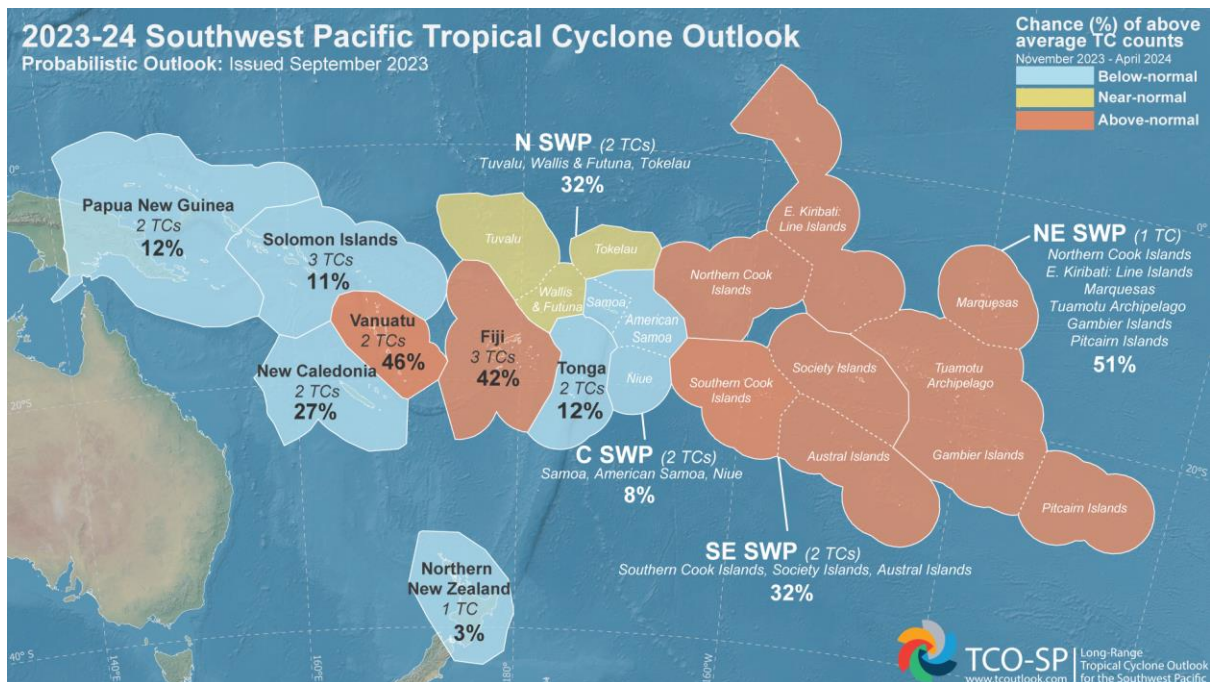 2023-24 Southwest Pacific Tropical Cyclone Outlook
Probabilistic Outlook: Issued September 2023
Chance (%) of above
average TC counts
November 2023 - April 2024
Below-normal
Near-normal
Above-normal
N SWP (2 TCs)
Tuvalu, Wallis & Futuna, Tokelau
32%
0°
Papua New Guinea
2 TCs
12%
Solomon Islands
3 TCs
11%
Vanuatu
2 TCs
46%
New Caledonia
2 TCs
27%
Tuvalu
Tokelau
Wallis
& Futuna
Samoa
American
Samoa
Niue
Fiji
3 TCs
42%
Tonga
2 TCs
12%
E. Kiribati:
Line Islands
Northern Cook
Islands
Marquesas
Society Islands
Tuamotu
Archipelago
Southern Cook
Islands
Austral Islands
Gambier Islands
Pitcairn Islands
0°
NE SWP (1 TC)
Northern Cook Islands
E. Kiribati: Line Islands
Marquesas
Tuamotu Archipelago
Gambier Islands
Pitcairn Islands
51%
20°S
20°S
C SWP (2 TCs)
Samoa, American Samoa, Niue
8%
SE SWP (2 TCs)
Southern Cook Islands, Society Islands, Austral Islands
32%
Northern
New Zealand
1 TC
3%
40° S
140°E
160°E
180°
160°W
TCO-SP
www.tcoutlook.com
Long-Range
Tropical Cyclone Outlook
for the Southwest Pacific